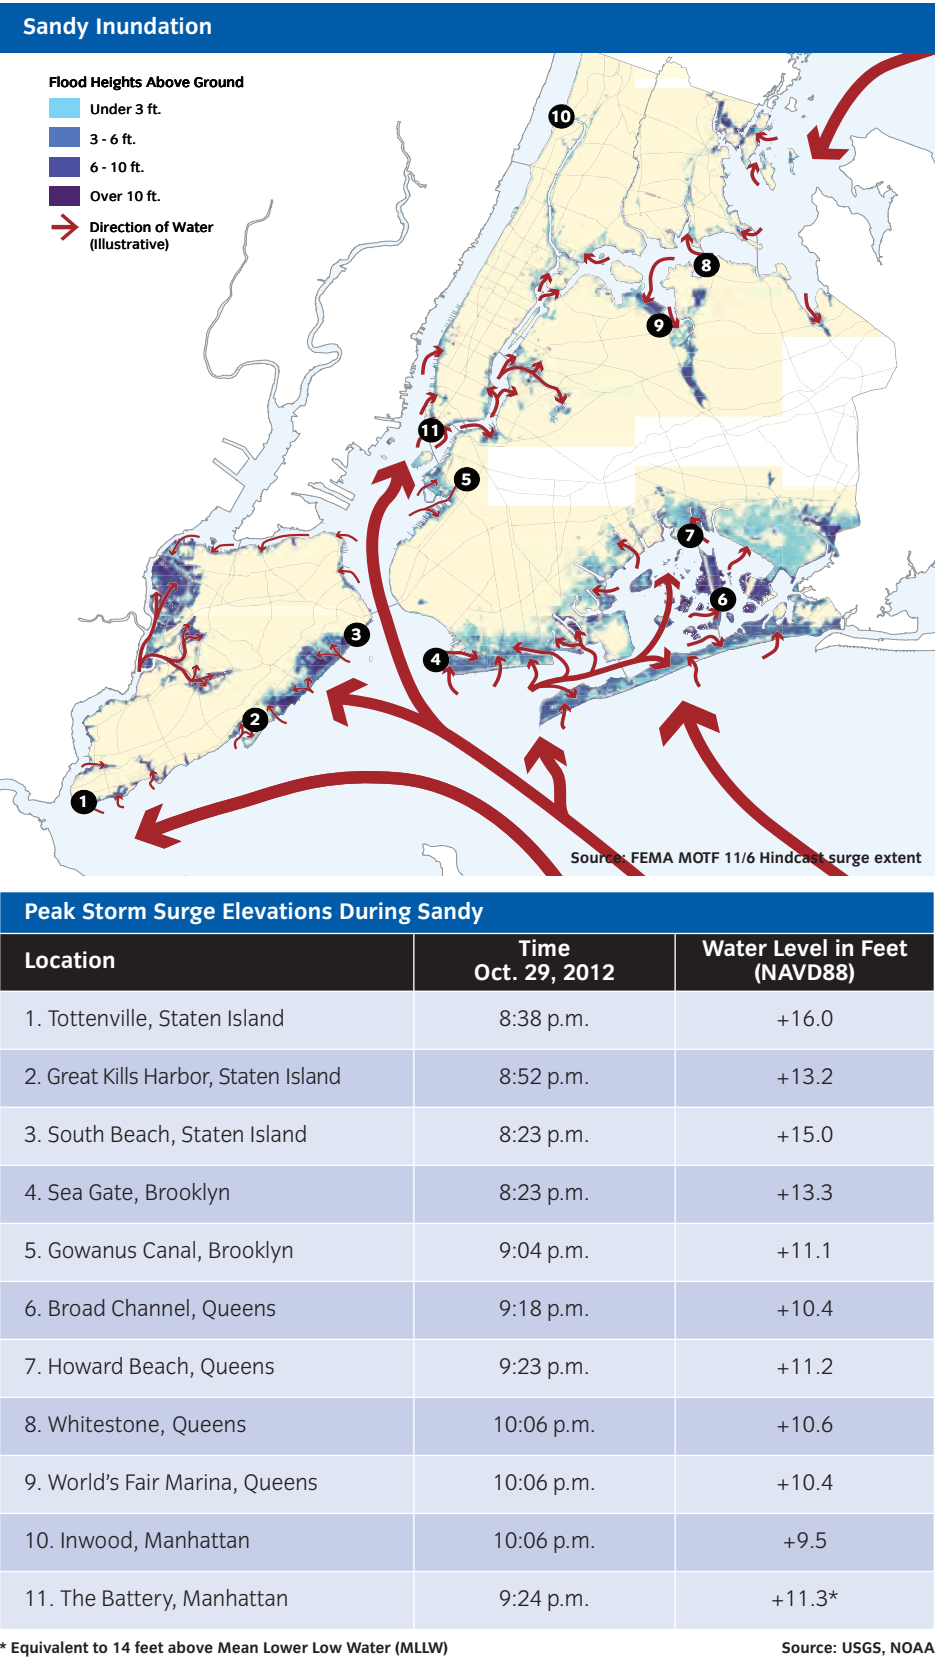 Sandy Inundation
Flood Heights Above Ground
Under 3 ft.
3 - 6 ft.
6 - 10 ft.
Over 10 ft.
Direction of Water
(Illustrative)
10
8
9
11
5
7
6
3
4
2
1
Source: FEMA MOTF 11/6 Hindcast surge extent
Peak Storm Surge Elevations During Sandy
Location
Time
Oct. 29, 2012
Water Level in Feet
(NAVD88)
1. Tottenville, Staten Island 8:38 p.m. +16.0
2. Great Kills Harbor, Staten Island 8:52 p.m. +13.2
3. South Beach, Staten Island 8:23 p.m. +15.0
4. Sea Gate, Brooklyn 8:23 p.m. +13.3
5. Gowanus Canal, Brooklyn 9:04 p.m. +11.1
6. Broad Channel, Queens 9:18 p.m. +10.4
7. Howard Beach, Queens 9:23 p.m. +11.2
8. Whitestone, Queens 10:06 p.m. +10.6
9. World’s Fair Marina, Queens 10:06 p.m. +10.4
10. Inwood, Manhattan 10:06 p.m. +9.5
11. The Battery, Manhattan 9:24 p.m. +11.3*
* Equivalent to 14 feet above Mean Lower Low Water (MLLW) Source: USGS, NOAA